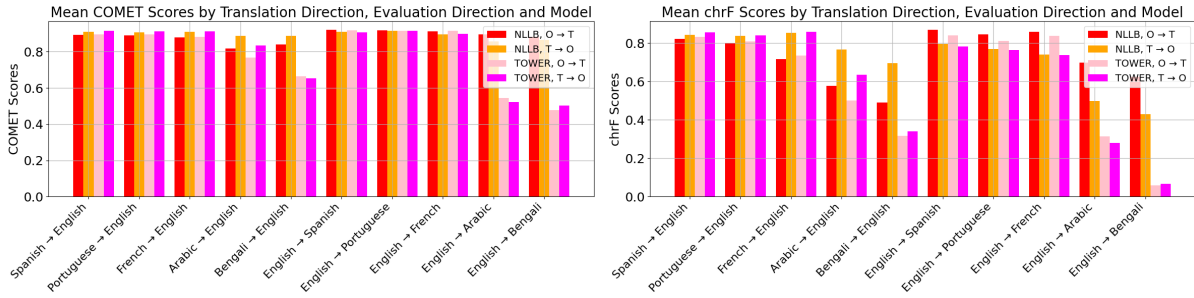 Mean COMET Scores by Translation Direction, Evaluation Direction and Model
COMET Scores
0.8
0.6
0.4
0.2
0.0
NLLB, O → T
NLLB, T → O
TOWER, O → T
TOWER, T → O
Spanish → English
Portuguese → English
French → English
Arabic → English
Bengali → English
English → Spanish
English → Portuguese
English → French
English → Arabic
English → Bengali
Mean chrF Scores by Translation Direction, Evaluation Direction and Model
chrF Scores
0.8
0.6
0.4
0.2
0.0
NLLB, O → T
NLLB, T → O
TOWER, O → T
TOWER, T → O
Spanish → English
Portuguese → English
French → English
Arabic → English
Bengali → English
English → Spanish
English → Portuguese
English → French
English → Arabic
English → Bengali